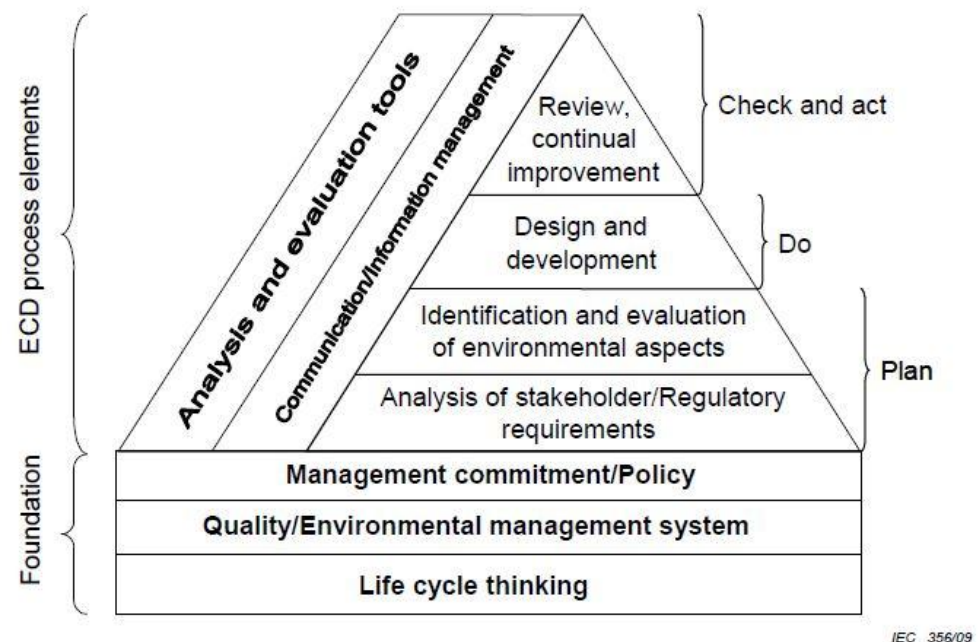 ECD process elements
Foundation
Analysis and evaluation tools
Communication/Information management
Review,
continual
improvement
Check and act
Design and
development
Do
Identification and evaluation
of environmental aspects
Plan
Analysis of stakeholder/Regulatory
requirements
Management commitment/Policy
Quality/Environmental management system
Life cycle thinking
IEC 356/09